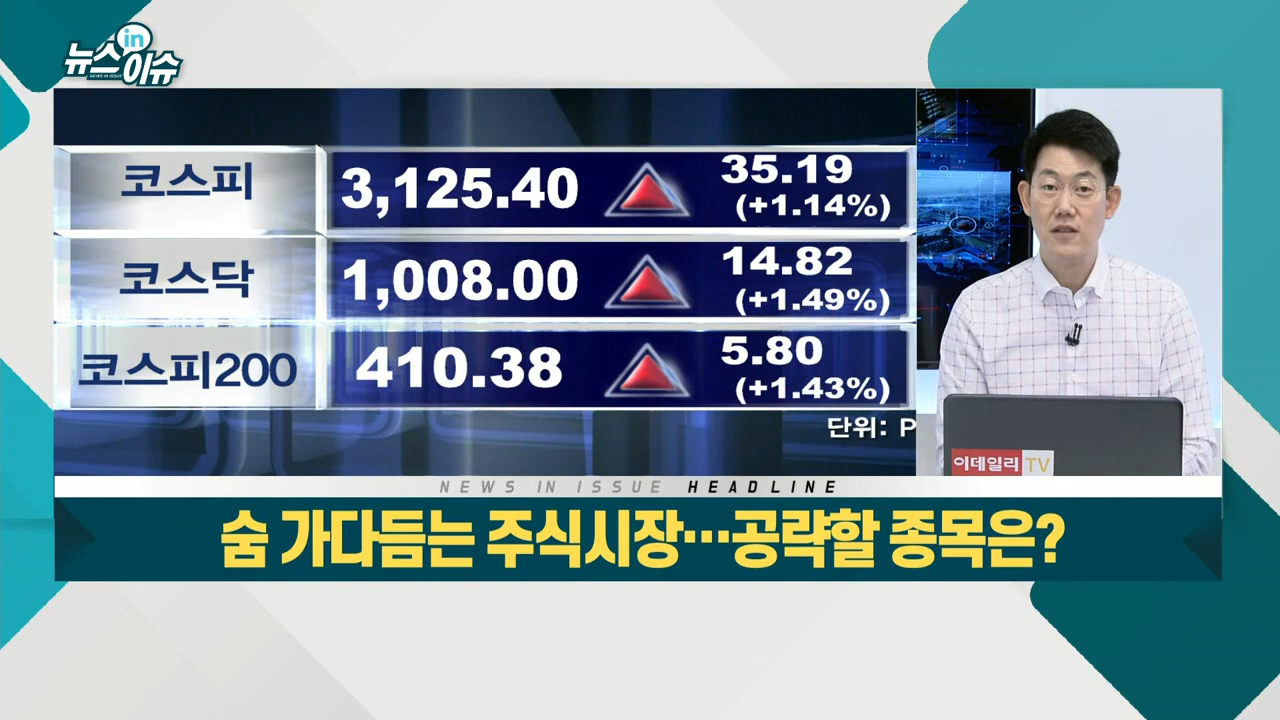 뉴스in이슈
NEWS IN ISSUE
코스피 3,125.40 ▲ 35.19 (+1.14%)
코스닥 1,008.00 ▲ 14.82 (+1.49%)
코스피200 410.38 ▲ 5.80 (+1.43%)
단위: P
이데일리TV
NEWS IN ISSUE HEADLINE
숨 가다듬는 주식시장…공략할 종목은?